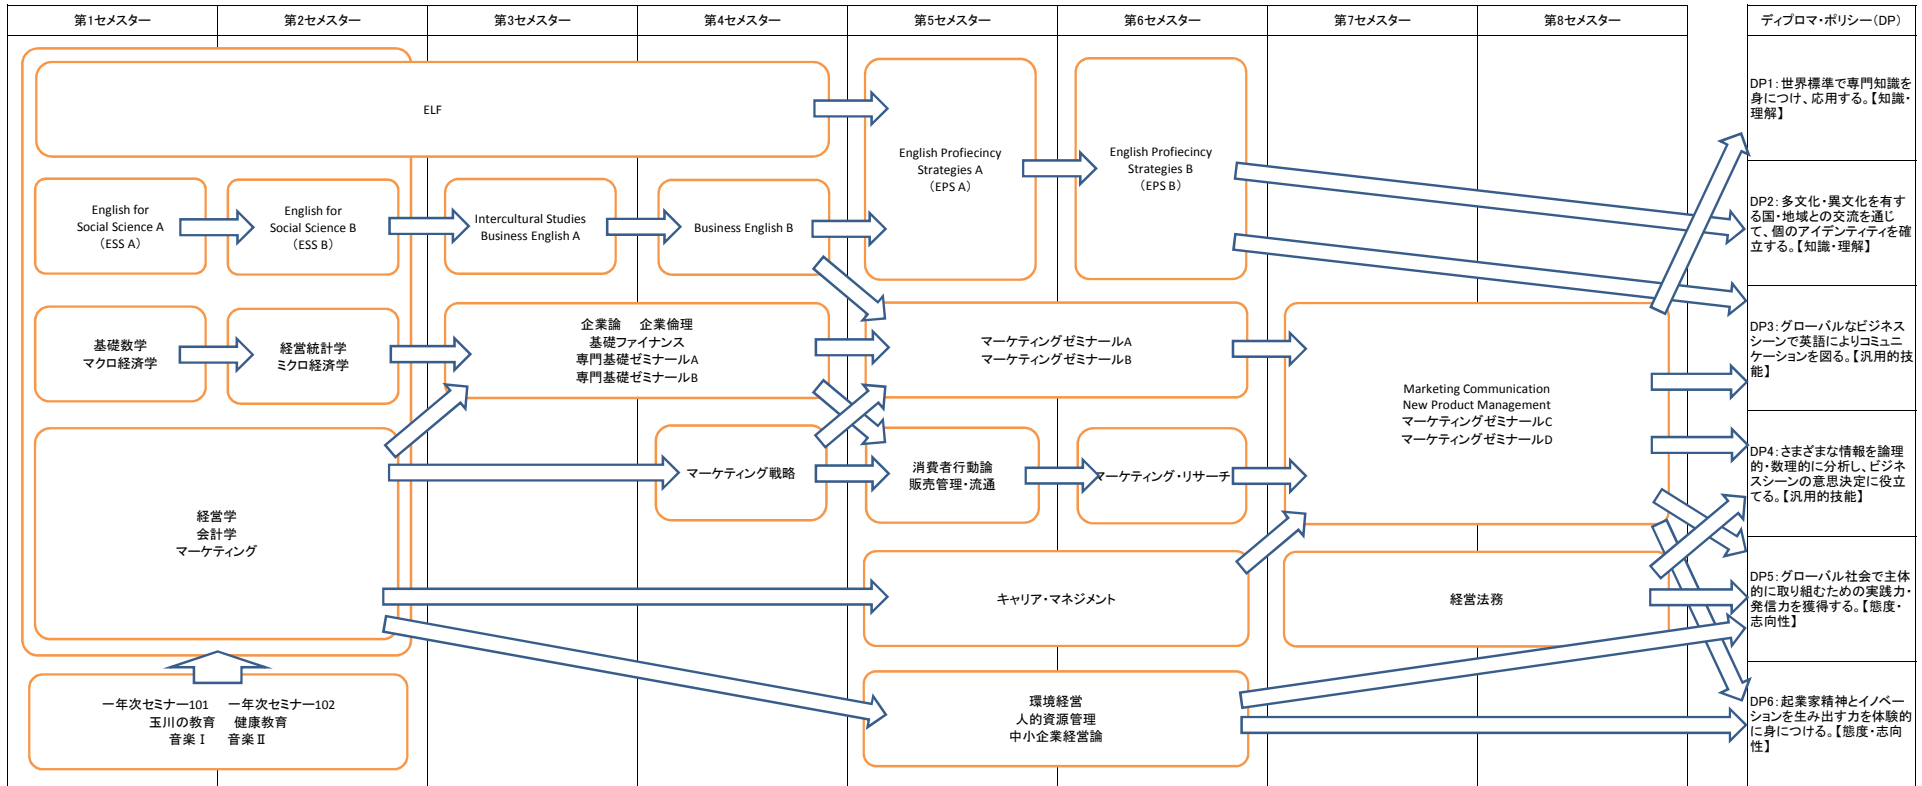 第1セメスター
第2セメスター
第3セメスター
第4セメスター
第5セメスター
第6セメスター
第7セメスター
第8セメスター
ディプロマ・ポリシー(DP)
ELF
English for
Social Science A
(ESS A)
English for
Social Science B
(ESS B)
Intercultural Studies
Business English A
Business English B
English Profiecincy
Strategies A
(EPS A)
English Profiecincy
Strategies B
(EPS B)
基礎数学
マクロ経済学
経営統計学
ミクロ経済学
企業論 企業倫理
基礎ファイナンス
専門基礎ゼミナールA
専門基礎ゼミナールB
マーケティングゼミナールA
マーケティングゼミナールB
Marketing Communication
New Product Management
マーケティングゼミナールC
マーケティングゼミナールD
経営学
会計学
マーケティング
マーケティング戦略
消費者行動論
販売管理・流通
マーケティング・リサーチ
キャリア・マネジメント
経営法務
一年次セミナー101 一年次セミナー102
玉川の教育 健康教育
音楽Ⅰ 音楽Ⅱ
環境経営
人的資源管理
中小企業経営論
DP1:世界標準で専門知識を
身につけ、応用する。【知識・
理解】
DP2:多文化・異文化を有す
る国・地域との交流を通じ
て、個のアイデンティティを確
立する。【知識・理解】
DP3:グローバルなビジネス
シーンで英語によりコミュニ
ケーションを図る。【汎用的技
能】
DP4:さまざまな情報を論理
的・数理的に分析し、ビジネ
スシーンの意思決定に役立
てる。【汎用的技能】
DP5:グローバル社会で主体
的に取り組むための実践力・
発信力を獲得する。【態度・
志向性】
DP6:起業家精神とイノベー
ションを生み出す力を体験的
に身につける。【態度・志向
性】